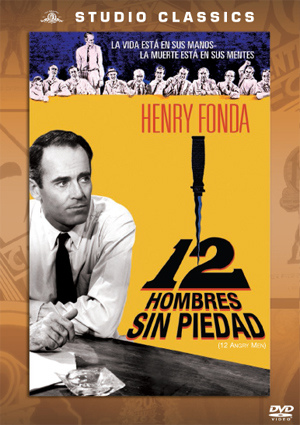 STUDIO CLASSICS
LA VIDA ESTÁ EN SUS MANOS-
LA MUERTE ESTÁ EN SUS MENTES
HENRY FONDA
12
HOMBRES
SIN PIEDAD
(12 ANGRY MEN)
DVD
VIDEO